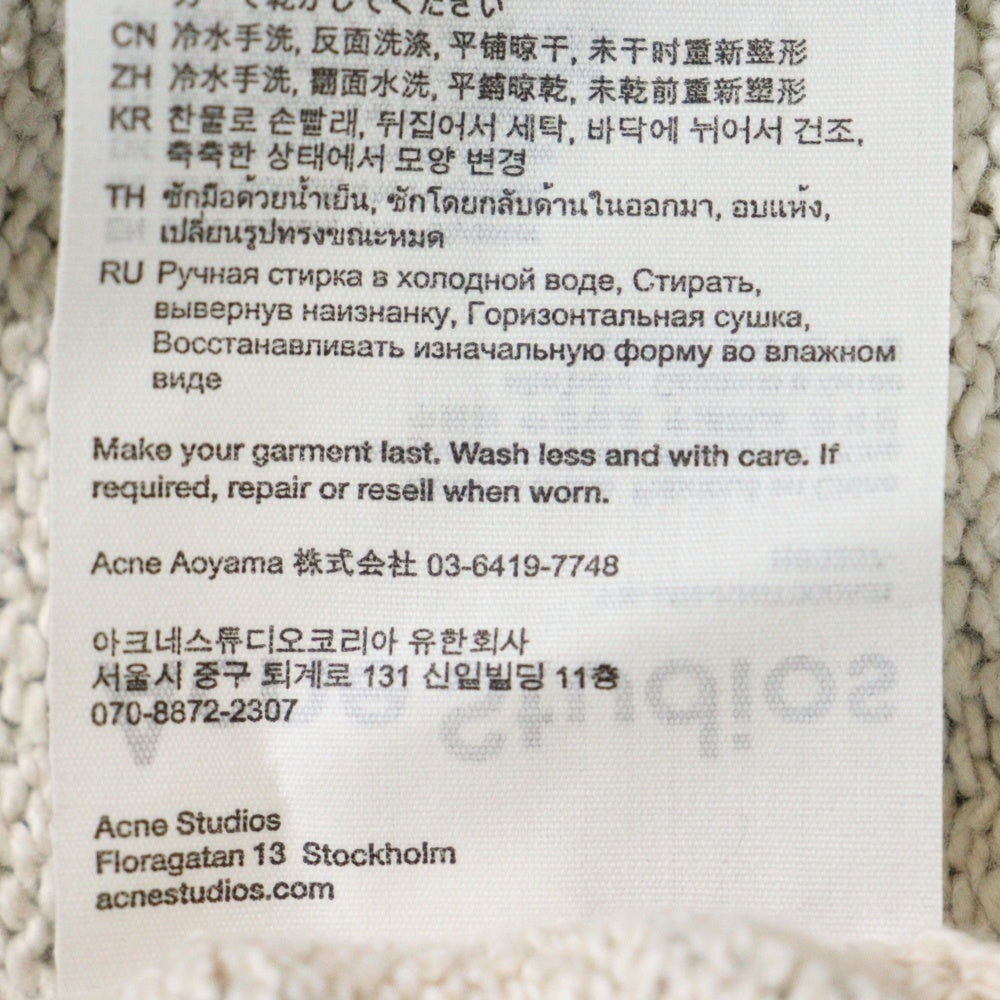 て乾かしてください
CN 冷水手洗, 反面洗涤, 平铺晾干, 未干时重新整形
ZH 冷水手洗, 翻面水洗, 平鋪晾乾, 未乾前重新塑形
KR 찬물로 손빨래, 뒤집어서 세탁, 바닥에 뉘어서 건조,
축축한 상태에서 모양 변경
TH ซักมือด้วยน้ำเย็น, ซักโดยกลับด้านในออกมา, อบแห้ง,
เปลี่ยนรูปทรงขณะหมด
RU Ручная стирка в холодной воде, Стирать,
вывернув наизнанку, Горизонтальная сушка,
Восстанавливать изначальную форму во влажном
виде
Make your garment last. Wash less and with care. If
required, repair or resell when worn.
Acne Aoyama 株式会社 03-6419-7748
아크네스튜디오코리아 유한회사
서울시 중구 퇴계로 131 신일빌딩 11층
070-8872-2307
Acne Studios
Floragatan 13 Stockholm
acnestudios.com